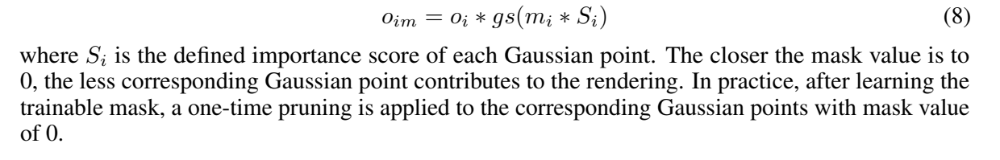 o_{im} = o_i * gs(m_i * S_i) (8)
where S_i is the defined importance score of each Gaussian point. The closer the mask value is to
0, the less corresponding Gaussian point contributes to the rendering. In practice, after learning the
trainable mask, a one-time pruning is applied to the corresponding Gaussian points with mask value
of 0.